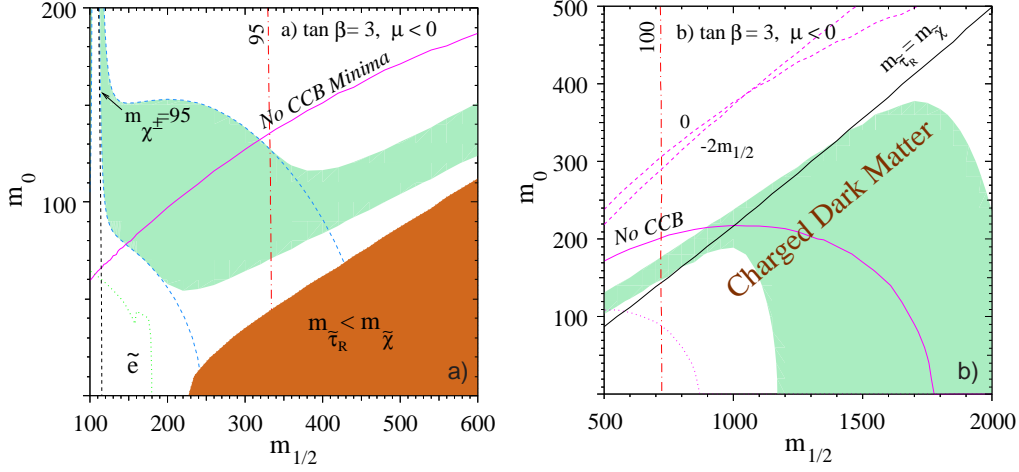 200
100
m0
95
a) tan β= 3, μ < 0
No CCB Minima
m χ± =95
ẽ
m τ̃R < m χ̃
a)
100 200 300 400 500 600
m1/2
500
400
300
200
100
m0
100
b) tan β= 3, μ < 0
m τ̃R = m χ̃
0
-2m1/2
No CCB
Charged Dark Matter
b)
500 1000 1500 2000
m1/2